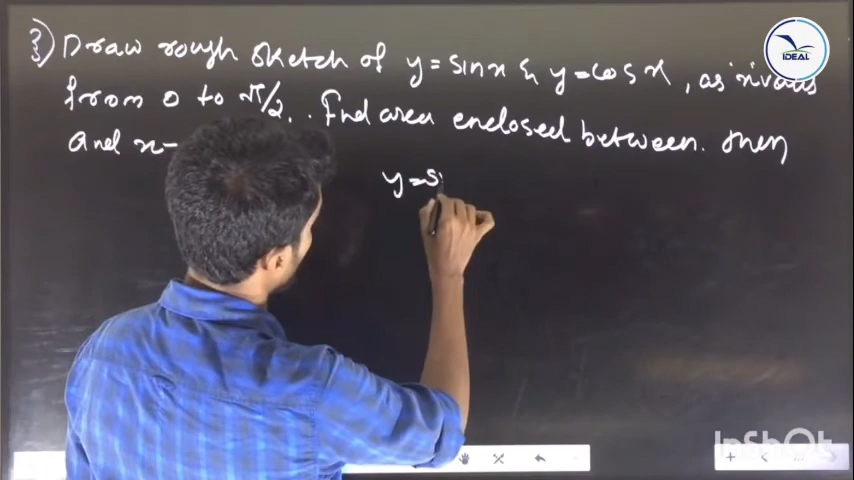 3) Draw rough sketch of y = sin x & y = cos x, as 'x' varies
from 0 to π/2. Find area enclosed between them
and x-
y = s
IDEAL
InShOt